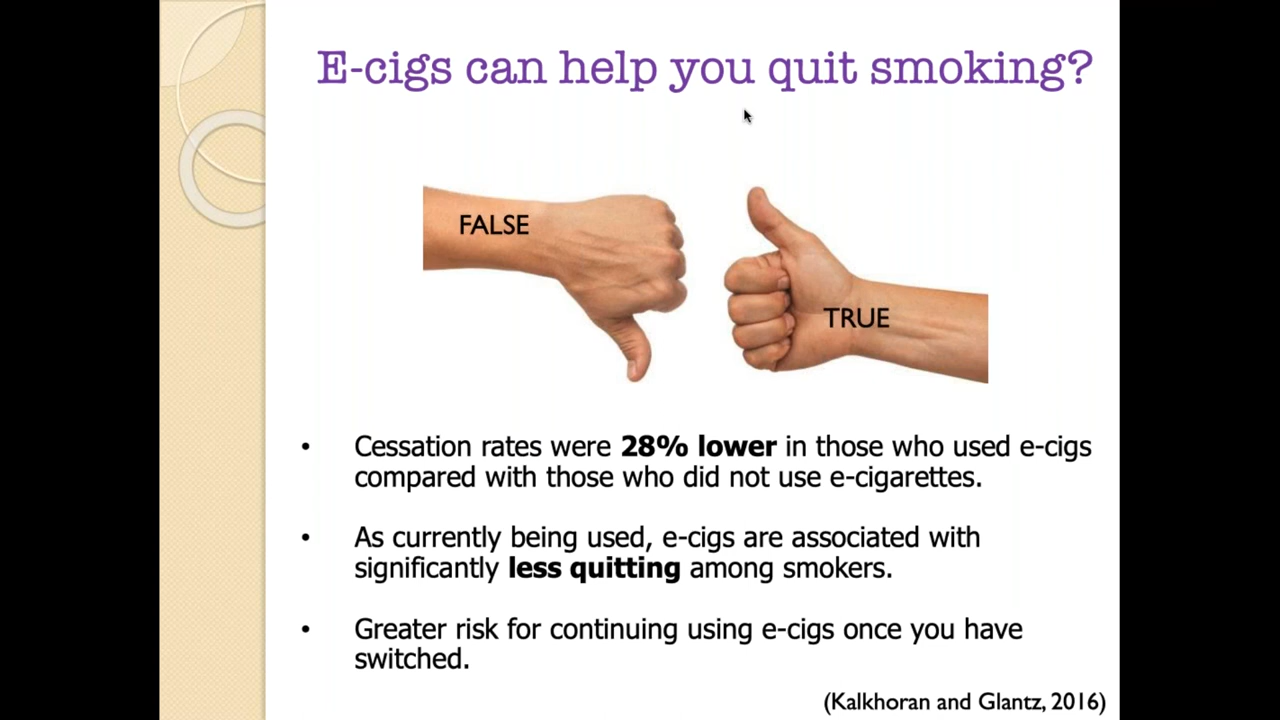 E-cigs can help you quit smoking?
FALSE
TRUE
• Cessation rates were 28% lower in those who used e-cigs
compared with those who did not use e-cigarettes.
• As currently being used, e-cigs are associated with
significantly less quitting among smokers.
• Greater risk for continuing using e-cigs once you have
switched.
(Kalkhoran and Glantz, 2016)